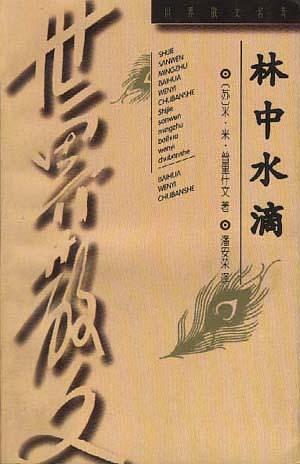 世界散文名著
林中水滴
〔苏〕米·米·普里什文 著
潘安荣 译
SHIJIE
SANWEN
MINGZHU
BAIHUA
WENYI
CHUBANSHE
Shijie
sanwen
mingzhu
baihua
wenyi
chubanshe
BAIHUA
WENYI
CHUBANSHE
世界散文